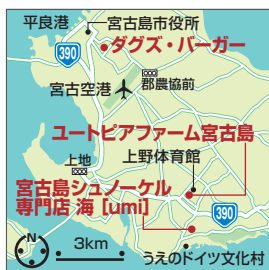 平良港
宮古島市役所
390
ダグズ・バーガー
郡農協前
宮古空港
ユートピアファーム宮古島
上野体育館
上地
宮古島シュノーケル
専門店 海 [umi]
390
N
3km
うえのドイツ文化村